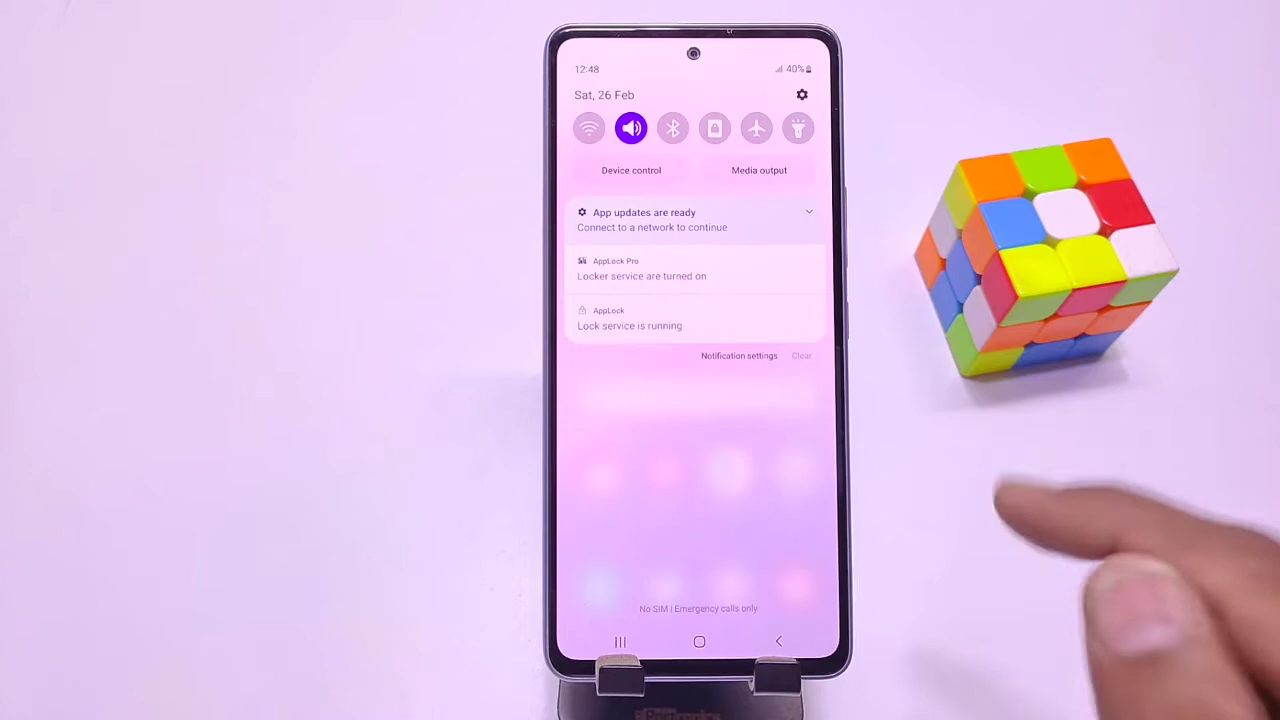 12:48
40%
Sat, 26 Feb
Device control
Media output
App updates are ready
Connect to a network to continue
AppLock Pro
Locker service are turned on
AppLock
Lock service is running
Notification settings
Clear
No SIM | Emergency calls only